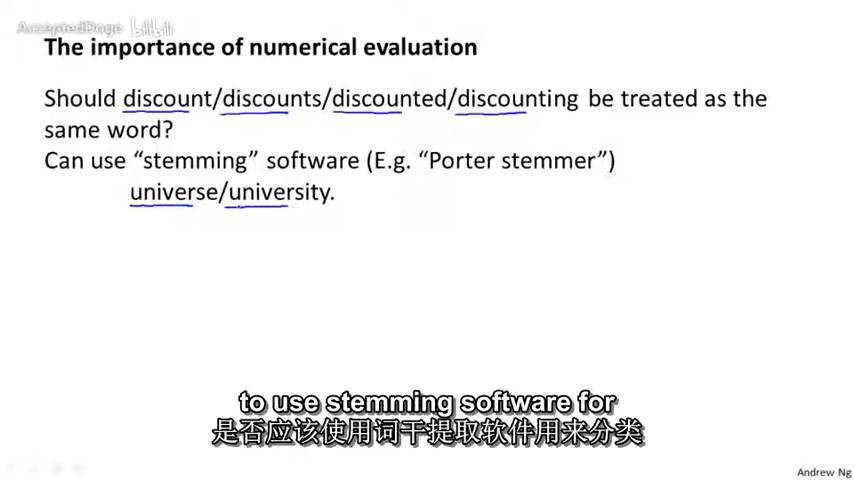 AcceptedDoge bilibili
The importance of numerical evaluation
Should discount/discounts/discounted/discounting be treated as the
same word?
Can use “stemming” software (E.g. “Porter stemmer”)
universe/university.
to use stemming software for
是否应该使用词干提取软件用来分类
Andrew Ng